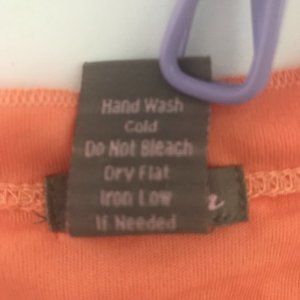 Hand Wash
Cold
Do Not Bleach
Dry Flat
Iron Low
If Needed